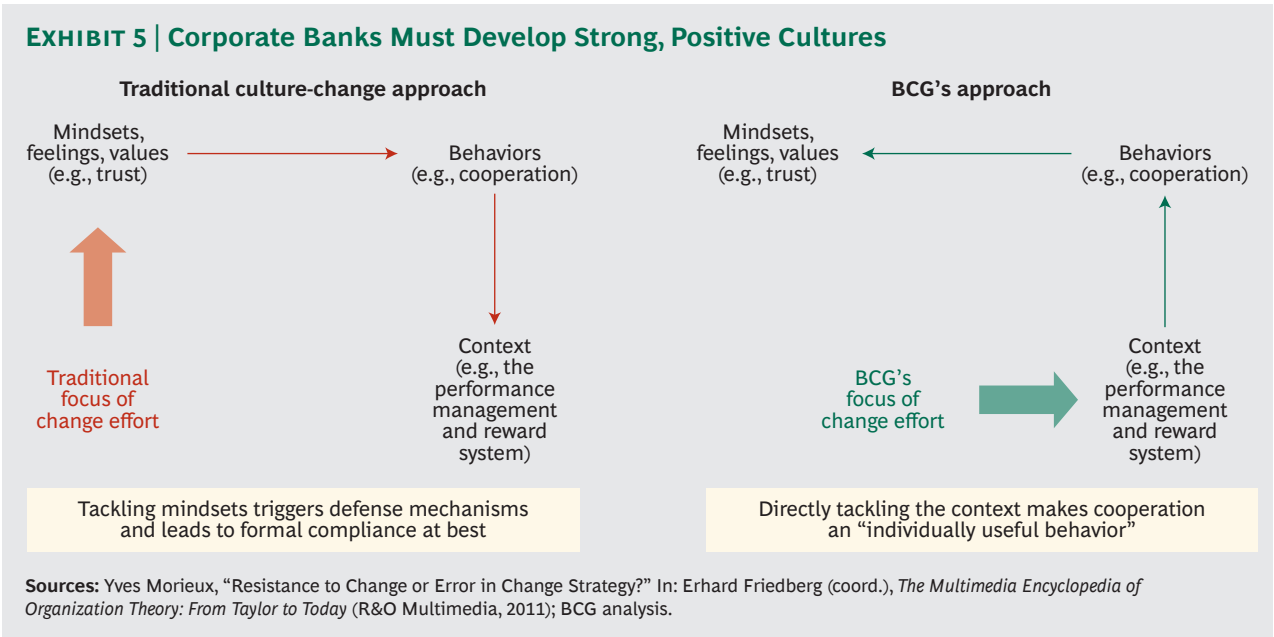 EXHIBIT 5 | Corporate Banks Must Develop Strong, Positive Cultures
Traditional culture-change approach
Mindsets,
feelings, values
(e.g., trust)
Behaviors
(e.g., cooperation)
Traditional
focus of
change effort
Context
(e.g., the
performance
management
and reward
system)
Tackling mindsets triggers defense mechanisms
and leads to formal compliance at best
BCG’s approach
Mindsets,
feelings, values
(e.g., trust)
Behaviors
(e.g., cooperation)
BCG’s
focus of
change effort
Context
(e.g., the
performance
management
and reward
system)
Directly tackling the context makes cooperation
an “individually useful behavior”
Sources: Yves Morieux, “Resistance to Change or Error in Change Strategy?” In: Erhard Friedberg (coord.), The Multimedia Encyclopedia of
Organization Theory: From Taylor to Today (R&O Multimedia, 2011); BCG analysis.